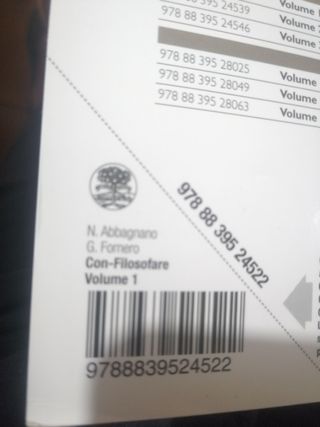 978 88 395 24539 Volume
978 88 395 24546 Volume
978 88 395 28025 Volume
978 88 395 28049 Volume
978 88 395 28063 Volume
978 88 395 24522
N. Abbagnano
G. Fornero
Con-Filosofare
Volume 1
9788839524522